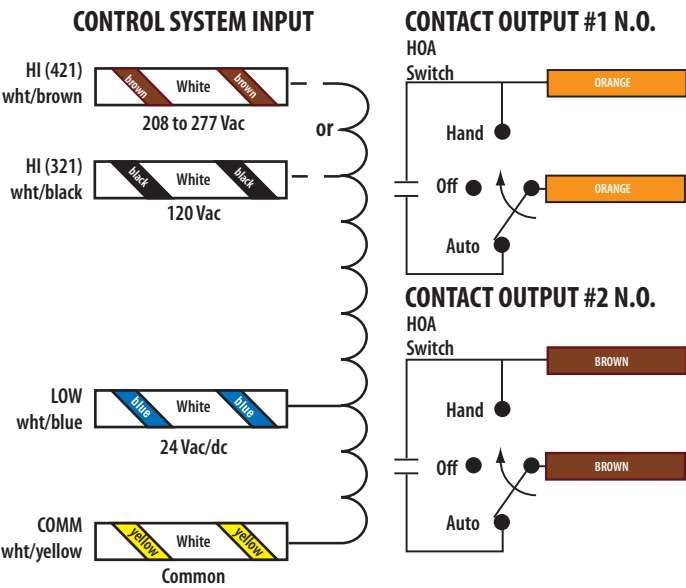 CONTROL SYSTEM INPUT
HI (421)
wht/brown
brown
White
brown
208 to 277 Vac
or
HI (321)
wht/black
black
White
black
120 Vac
LOW
wht/blue
blue
White
blue
24 Vac/dc
COMM
wht/yellow
yellow
White
yellow
Common
CONTACT OUTPUT #1 N.O.
HOA
Switch
ORANGE
Hand
Off
ORANGE
Auto
CONTACT OUTPUT #2 N.O.
HOA
Switch
BROWN
Hand
Off
BROWN
Auto